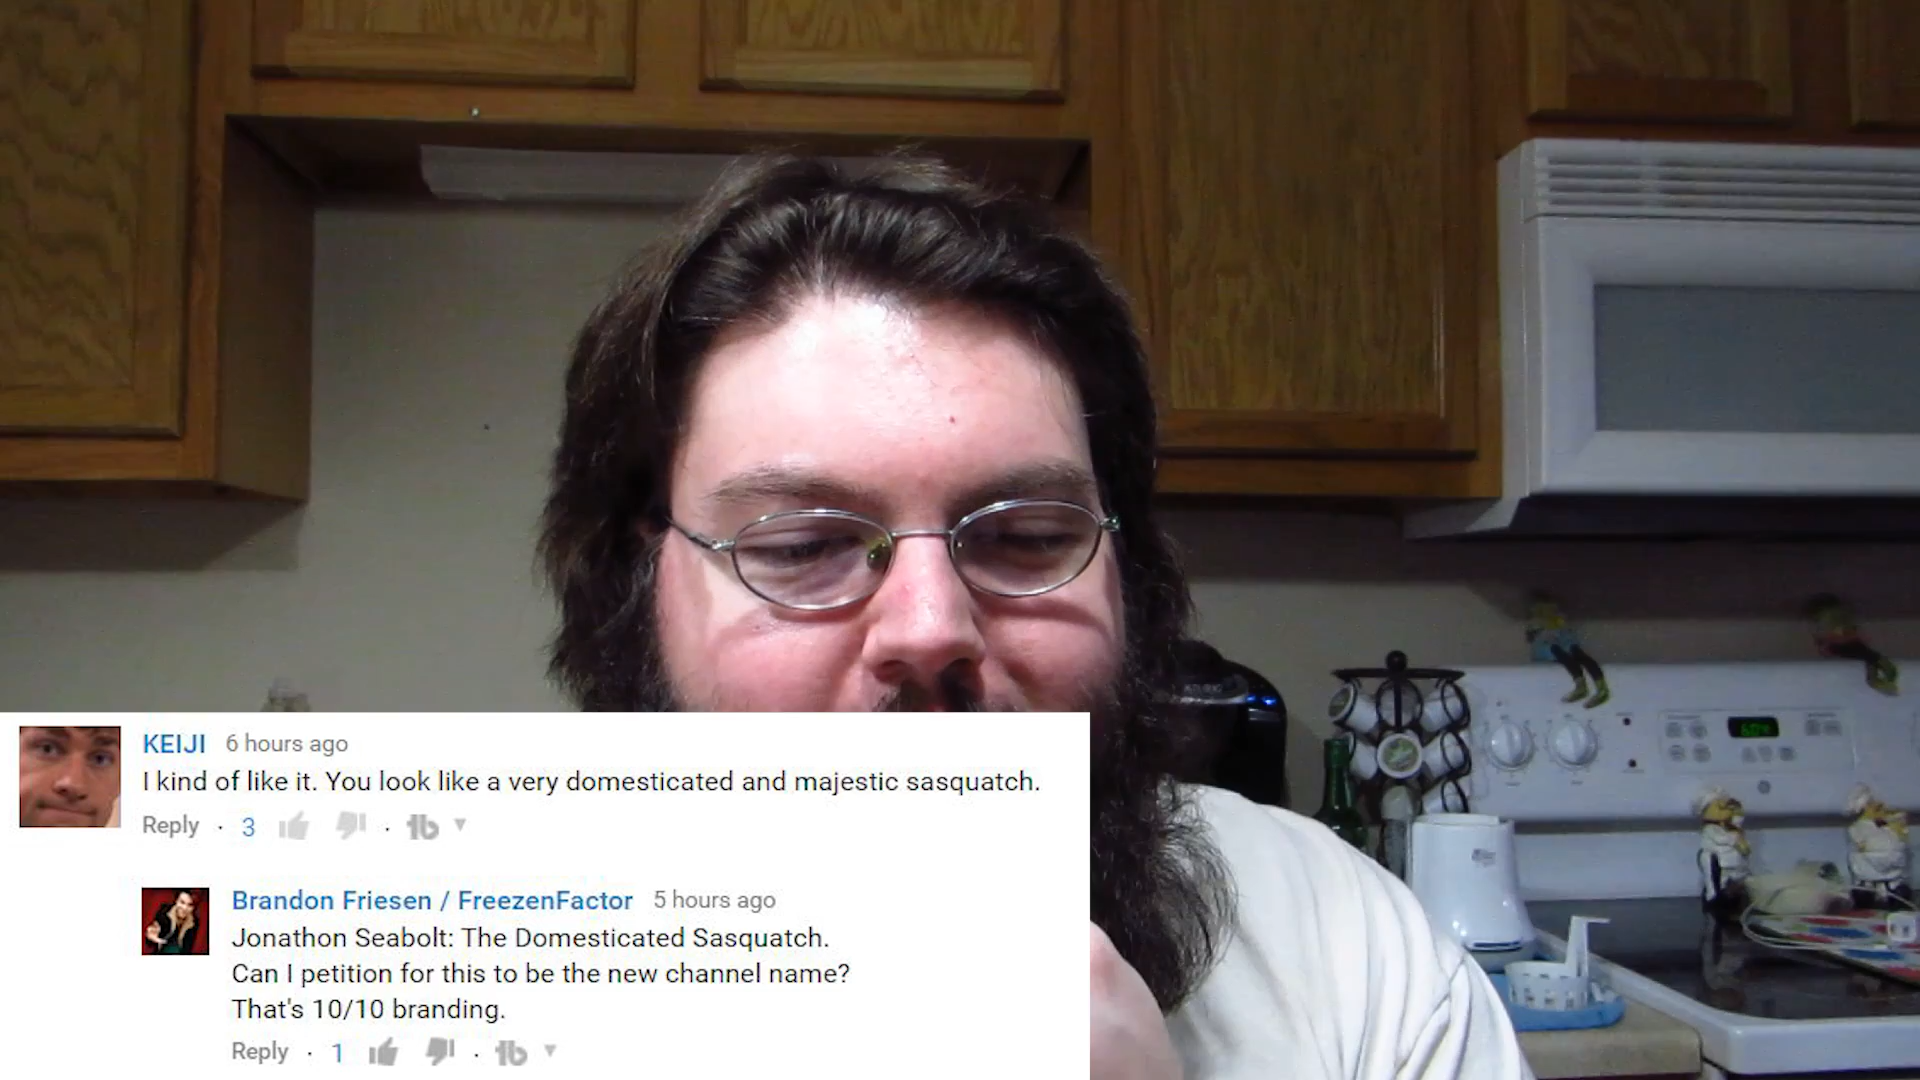 KEIJI 6 hours ago
I kind of like it. You look like a very domesticated and majestic sasquatch.
Reply · 3
Brandon Friesen / FreezenFactor 5 hours ago
Jonathon Seabolt: The Domesticated Sasquatch.
Can I petition for this to be the new channel name?
That's 10/10 branding.
Reply · 1